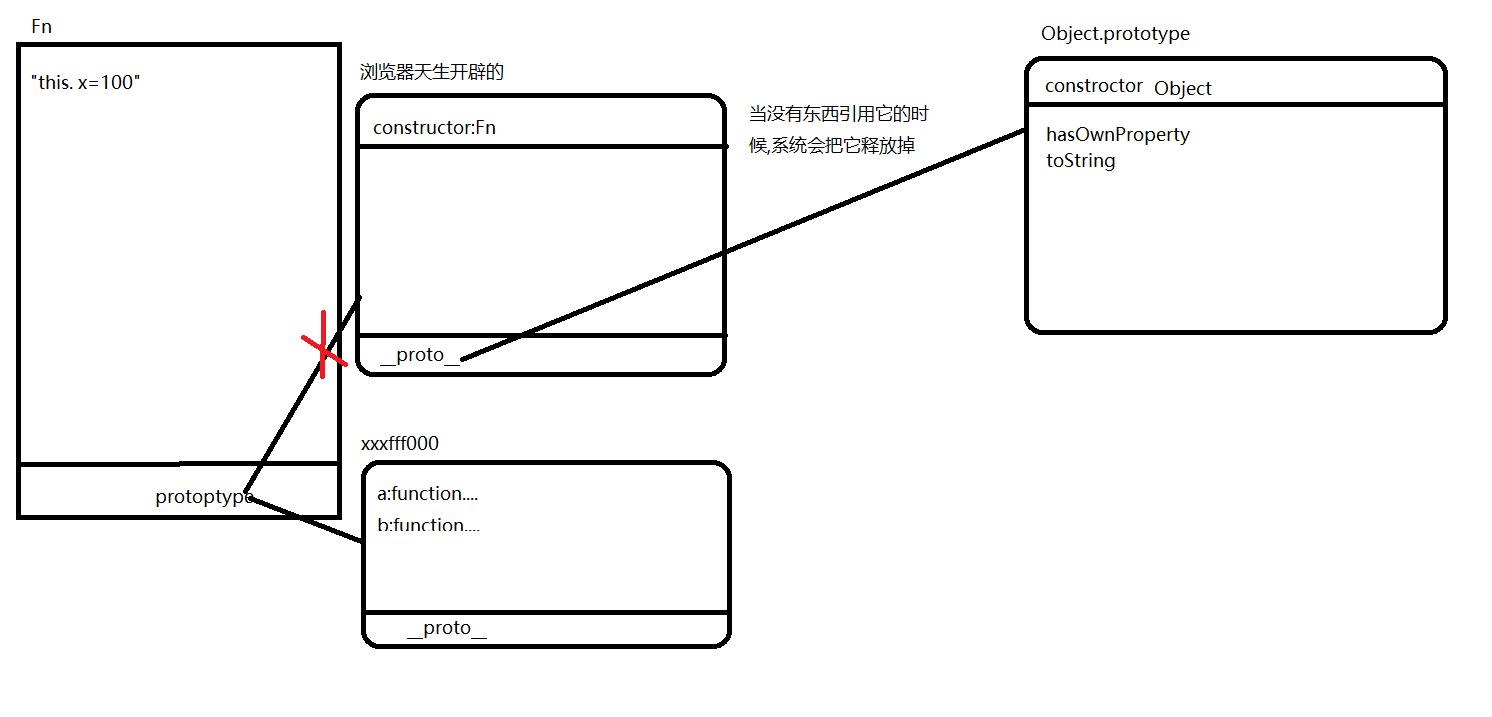 Fn
"this. x=100"
protoptype
浏览器天生开辟的
constructor:Fn
__proto__
当没有东西引用它的时
候,系统会把它释放掉
Object.prototype
constroctor Object
hasOwnProperty
toString
xxxfff000
a:function....
b:function....
__proto__